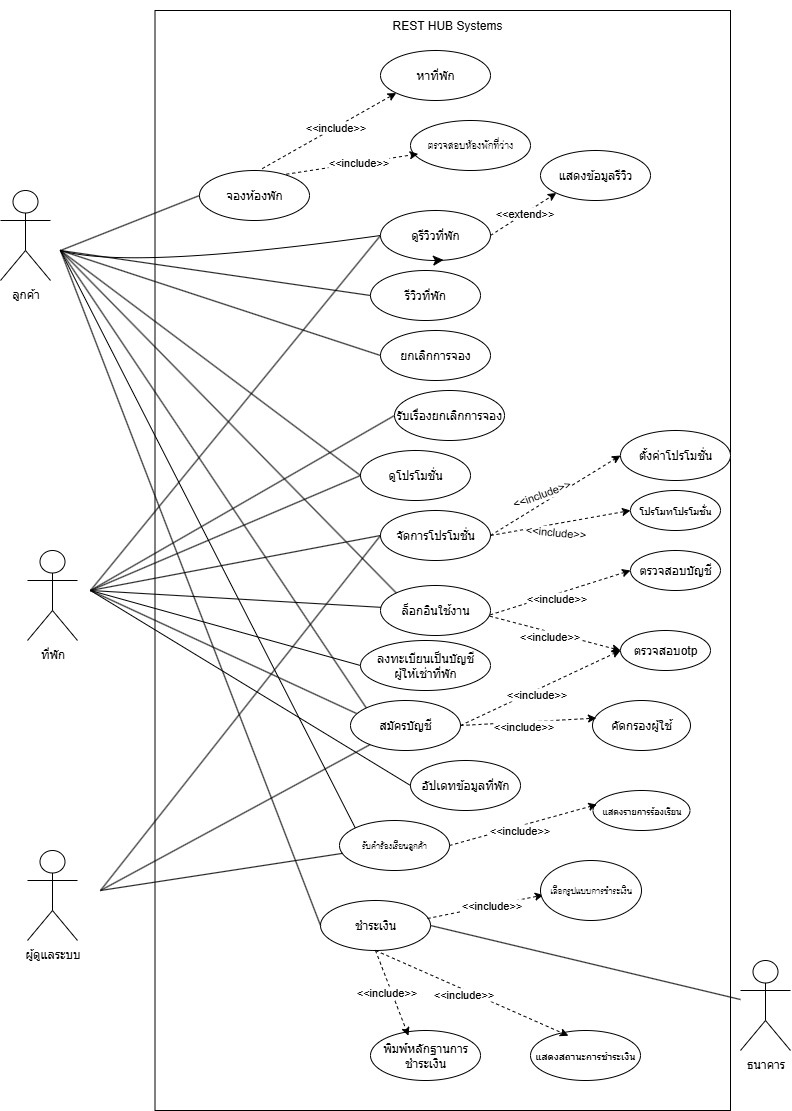 REST HUB Systems
หาที่พัก
<<include>>
ตรวจสอบห้องพักที่ว่าง
<<include>>
จองห้องพัก
แสดงข้อมูลรีวิว
<<extend>>
ดูรีวิวที่พัก
ลูกค้า
รีวิวที่พัก
ยกเลิกการจอง
รับเรื่องยกเลิกการจอง
ตั้งค่าโปรโมชั่น
ดูโปรโมชั่น
<<include>>
โปรโมทโปรโมชั่น
จัดการโปรโมชั่น
<<include>>
ตรวจสอบบัญชี
<<include>>
ล็อกอินใช้งาน
<<include>>
ตรวจสอบotp
ที่พัก
ลงทะเบียนเป็นบัญชี
ผู้ให้เช่าที่พัก
<<include>>
สมัครบัญชี
<<include>>
คัดกรองผู้ใช้
อัปเดทข้อมูลที่พัก
แสดงรายการร้องเรียน
<<include>>
รับคำร้องเรียนลูกค้า
เลือกรูปแบบการชำระเงิน
<<include>>
ชำระเงิน
ผู้ดูแลระบบ
<<include>>
<<include>>
พิมพ์หลักฐานการ
ชำระเงิน
แสดงสถานะการชำระเงิน
ธนาคาร